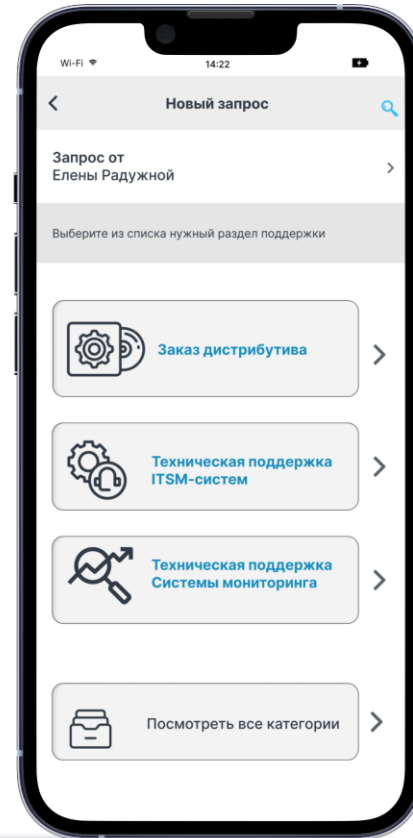 Wi-Fi 14:22
Новый запрос
Запрос от
Елены Радужной
Выберите из списка нужный раздел поддержки
Заказ дистрибутива
Техническая поддержка
ITSM-систем
Техническая поддержка
Системы мониторинга
Посмотреть все категории